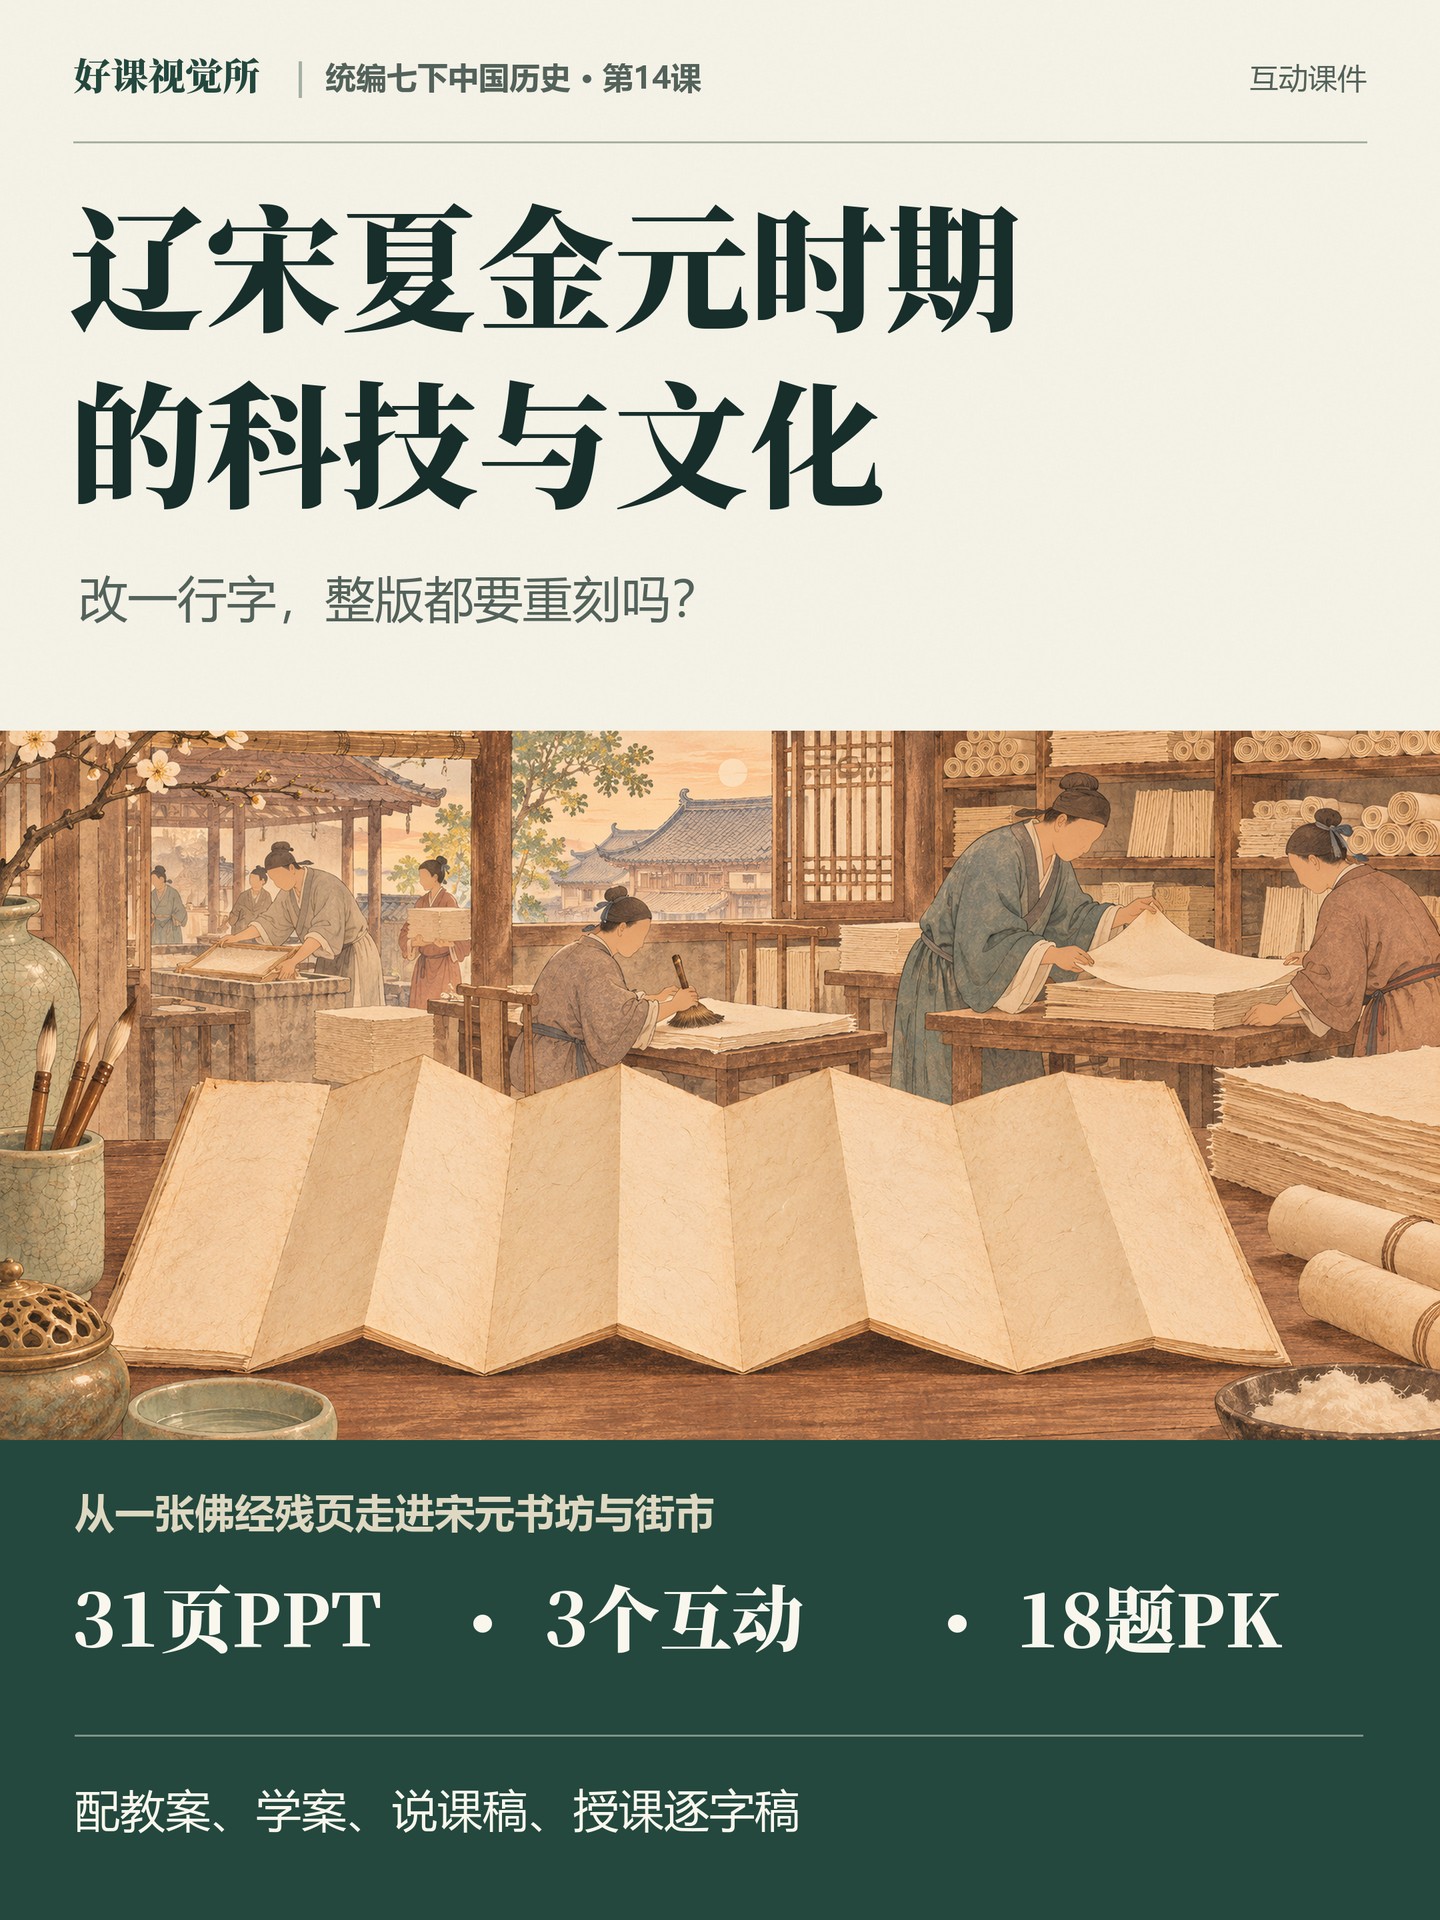 好课视觉所 | 统编七下中国历史·第14课
互动课件
辽宋夏金元时期
的科技与文化
改一行字，整版都要重刻吗？
从一张佛经残页走进宋元书坊与街市
31页PPT · 3个互动 · 18题PK
配教案、学案、说课稿、授课逐字稿